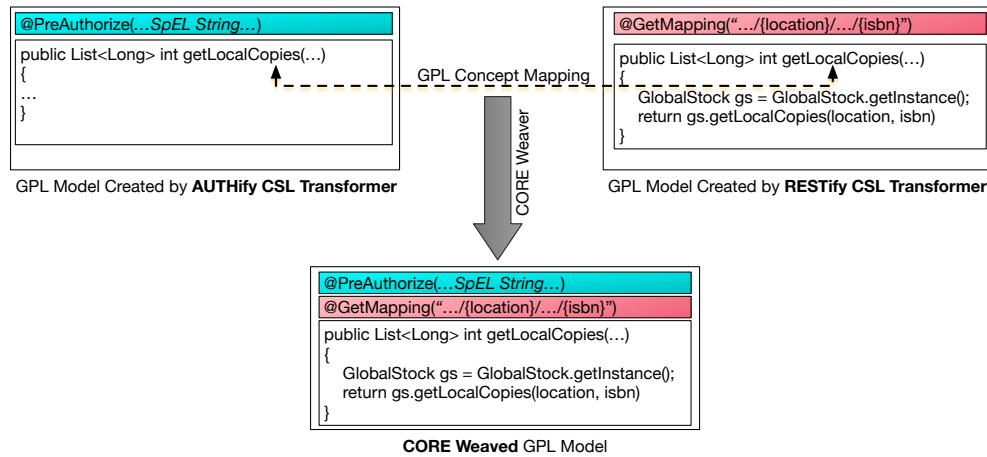 @PreAuthorize(…SpEL String…)
public List<Long> int getLocalCopies(…)
{
…
}
GPL Model Created by AUTHify CSL Transformer
GPL Concept Mapping
CORE Weaver
@GetMapping(“…/{location}/…/{isbn}”)
public List<Long> int getLocalCopies(…)
{
GlobalStock gs = GlobalStock.getInstance();
return gs.getLocalCopies(location, isbn)
}
GPL Model Created by RESTify CSL Transformer
@PreAuthorize(…SpEL String…)
@GetMapping(“…/{location}/…/{isbn}”)
public List<Long> int getLocalCopies(…)
{
GlobalStock gs = GlobalStock.getInstance();
return gs.getLocalCopies(location, isbn)
}
CORE Weaved GPL Model